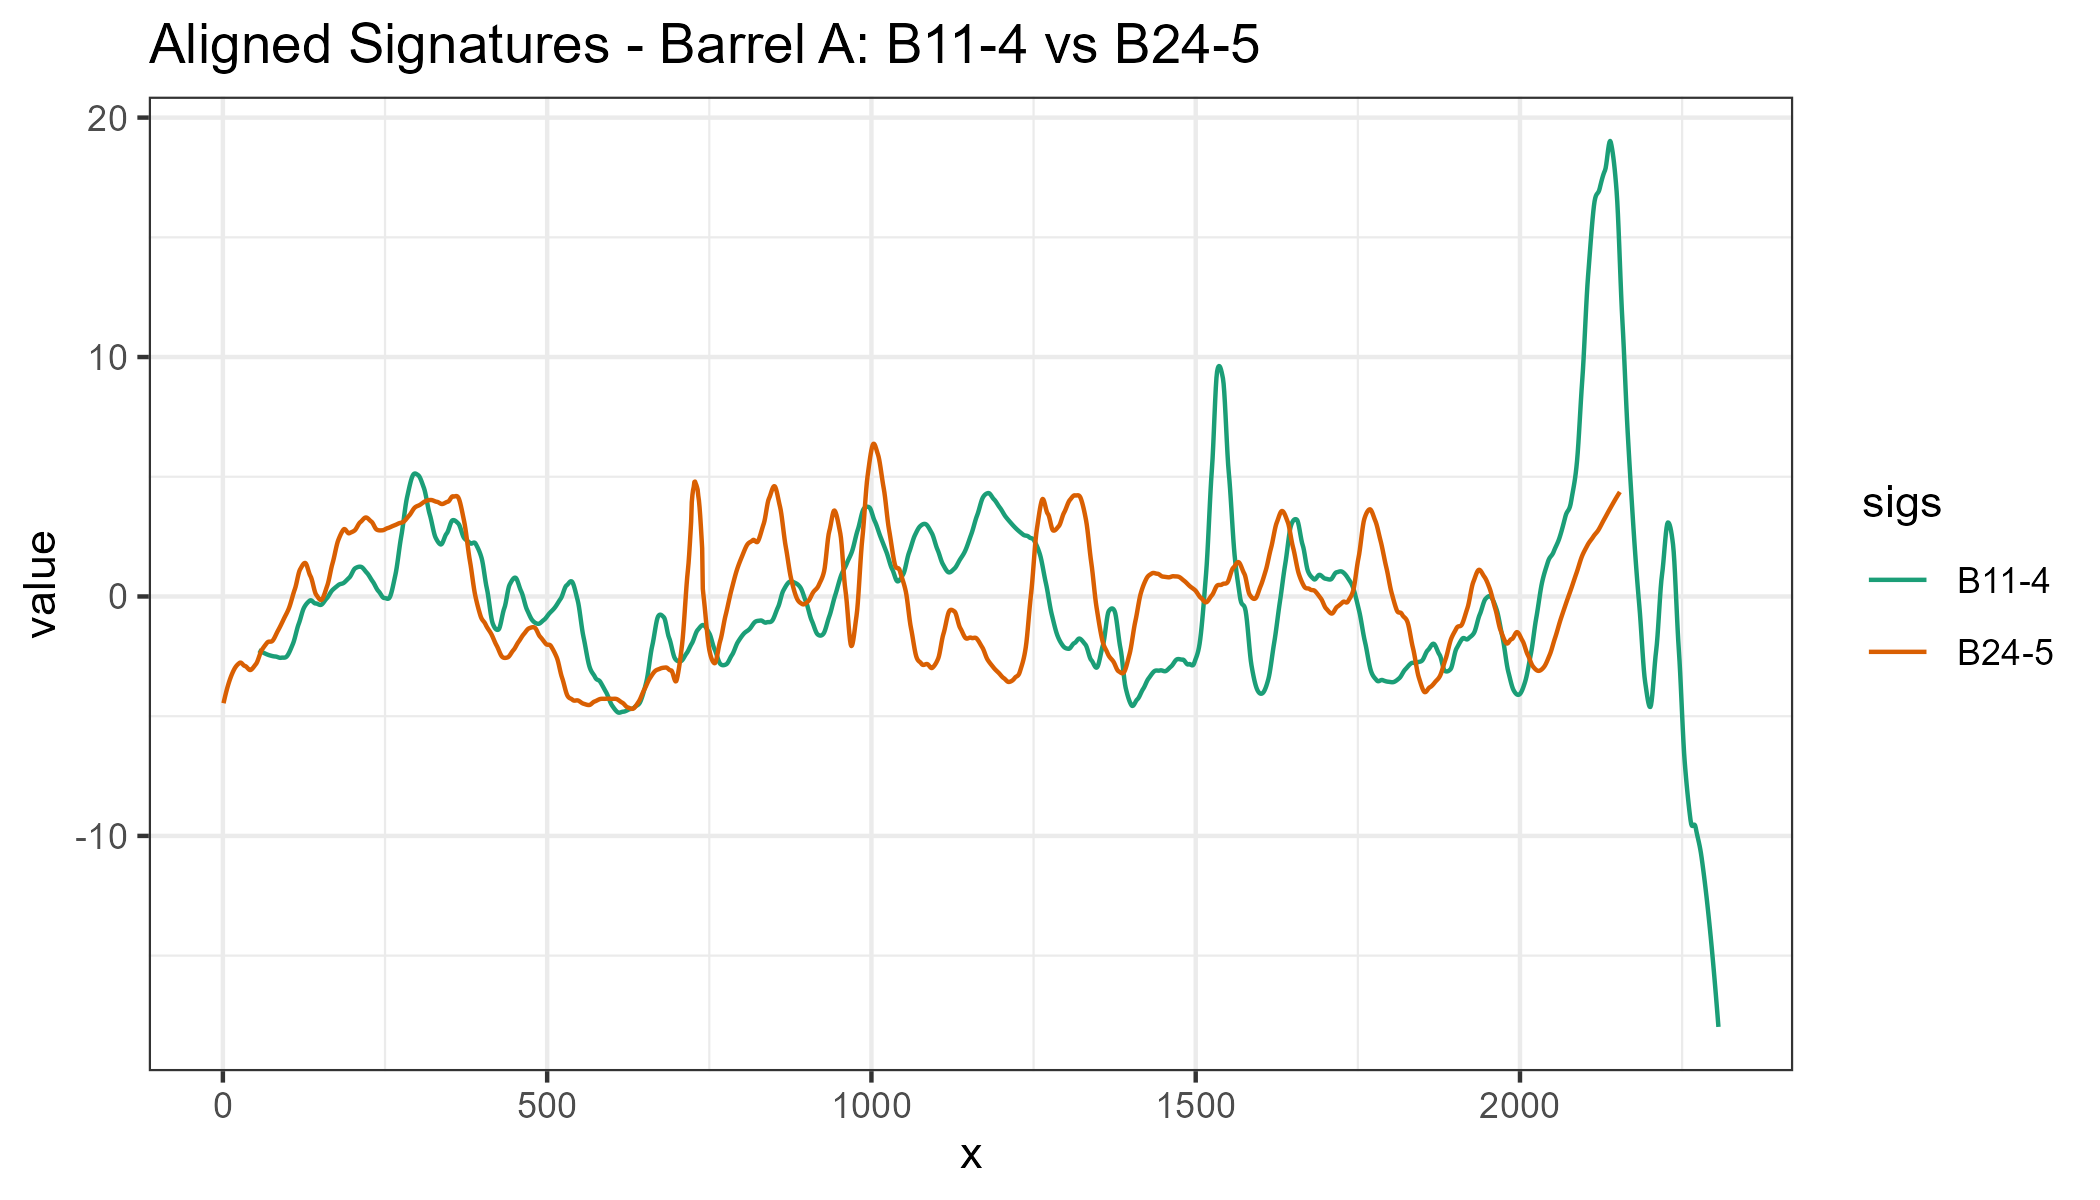 Aligned Signatures - Barrel A: B11-4 vs B24-5
20
10
0
-10
value
0 500 1000 1500 2000
x
sigs
B11-4
B24-5